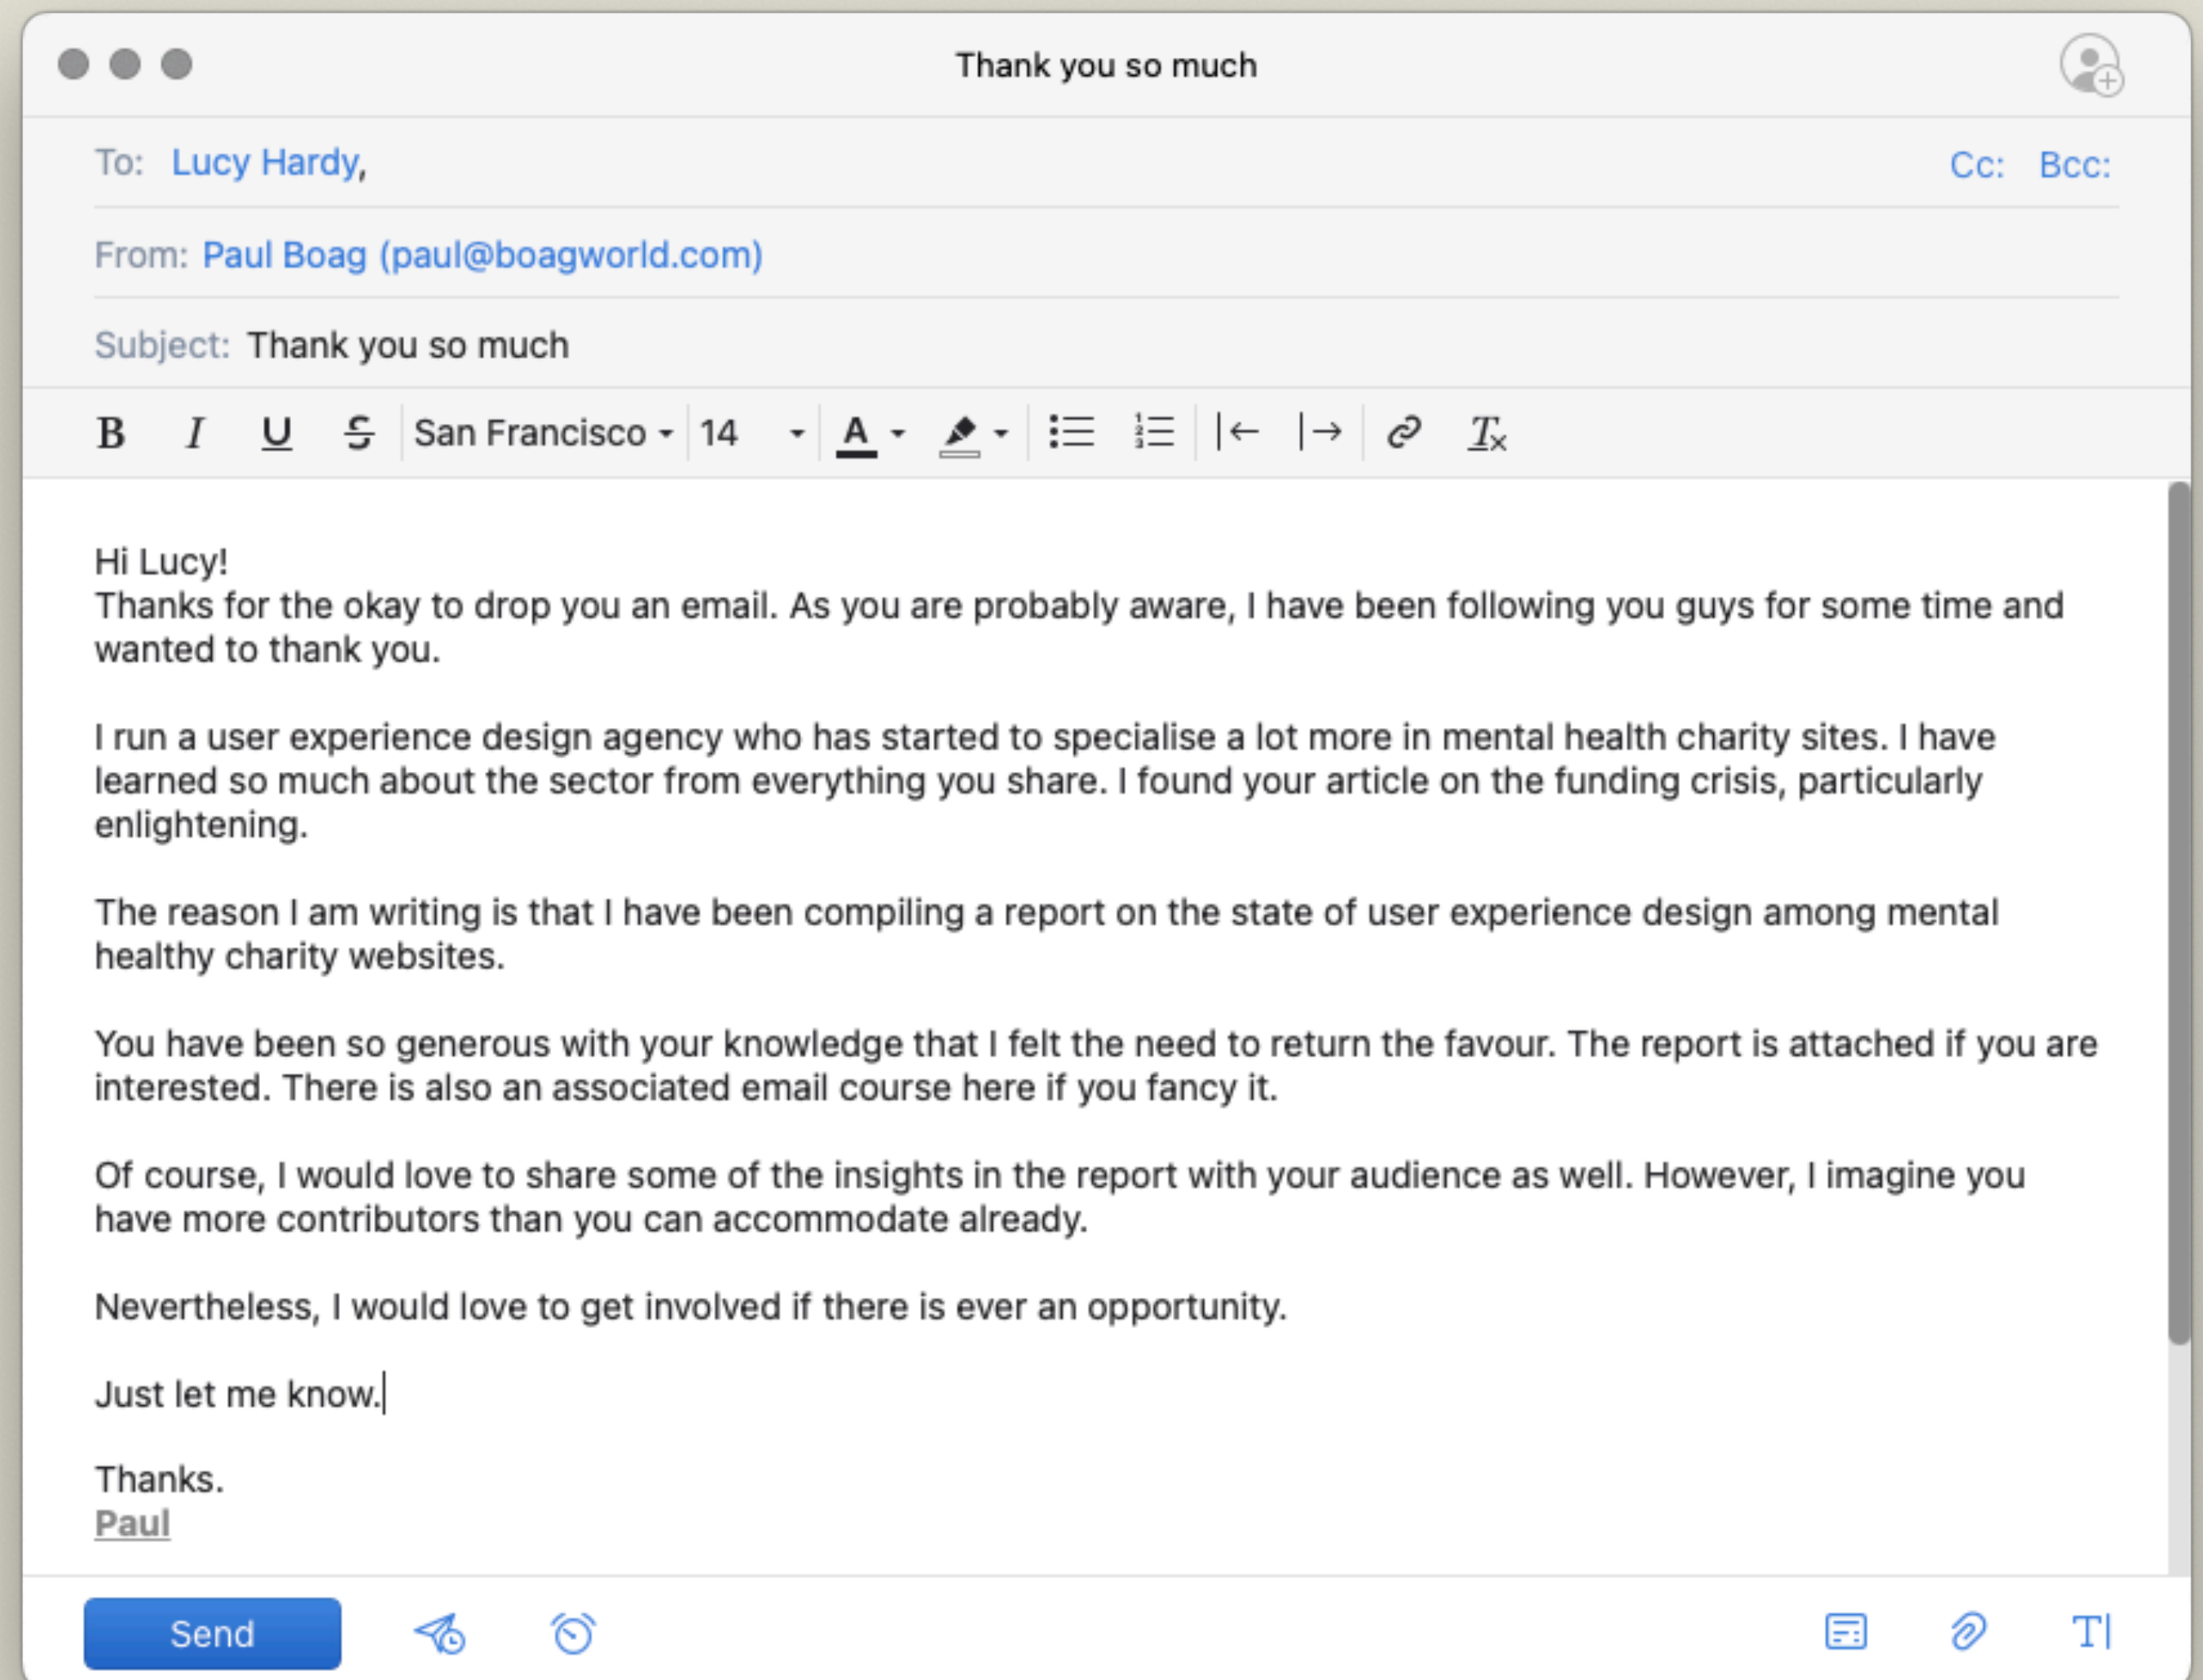 Thank you so much
To: Lucy Hardy, Cc: Bcc:
From: Paul Boag (paul@boagworld.com)
Subject: Thank you so much
B I U S San Francisco 14 A
Hi Lucy!
Thanks for the okay to drop you an email. As you are probably aware, I have been following you guys for some time and
wanted to thank you.
I run a user experience design agency who has started to specialise a lot more in mental health charity sites. I have
learned so much about the sector from everything you share. I found your article on the funding crisis, particularly
enlightening.
The reason I am writing is that I have been compiling a report on the state of user experience design among mental
healthy charity websites.
You have been so generous with your knowledge that I felt the need to return the favour. The report is attached if you are
interested. There is also an associated email course here if you fancy it.
Of course, I would love to share some of the insights in the report with your audience as well. However, I imagine you
have more contributors than you can accommodate already.
Nevertheless, I would love to get involved if there is ever an opportunity.
Just let me know.
Thanks.
Paul
Send